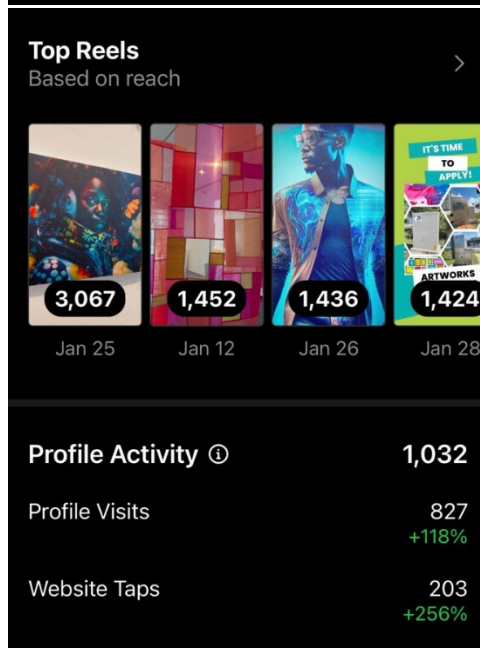 Top Reels
Based on reach
IT'S TIME
TO
APPLY!
ARTWORKS
3,067
1,452
1,436
1,424
Jan 25
Jan 12
Jan 26
Jan 28
Profile Activity
1,032
Profile Visits
827
+118%
Website Taps
203
+256%